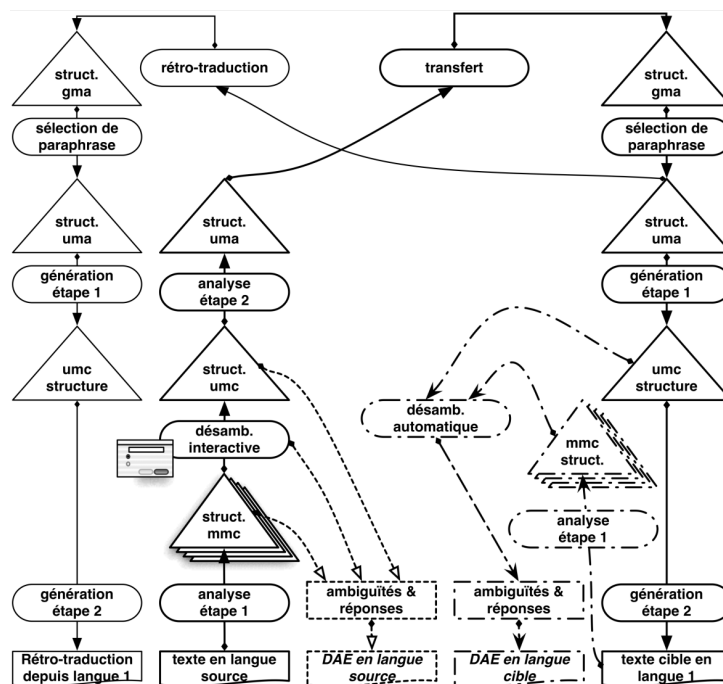 struct.
gma
rétro-traduction
transfert
struct.
gma
sélection de
paraphrase
sélection de
paraphrase
struct.
uma
struct.
uma
struct.
uma
génération
étape 1
analyse
étape 2
génération
étape 1
umc
structure
struct.
umc
umc
structure
désamb.
interactive
désamb.
automatique
mmc
struct.
struct.
mmc
analyse
étape 1
génération
étape 2
analyse
étape 1
ambiguïtés &
réponses
ambiguïtés &
réponses
génération
étape 2
Rétro-traduction
depuis langue 1
texte en langue
source
DAE en langue
source
DAE en langue
cible
texte cible en
langue 1